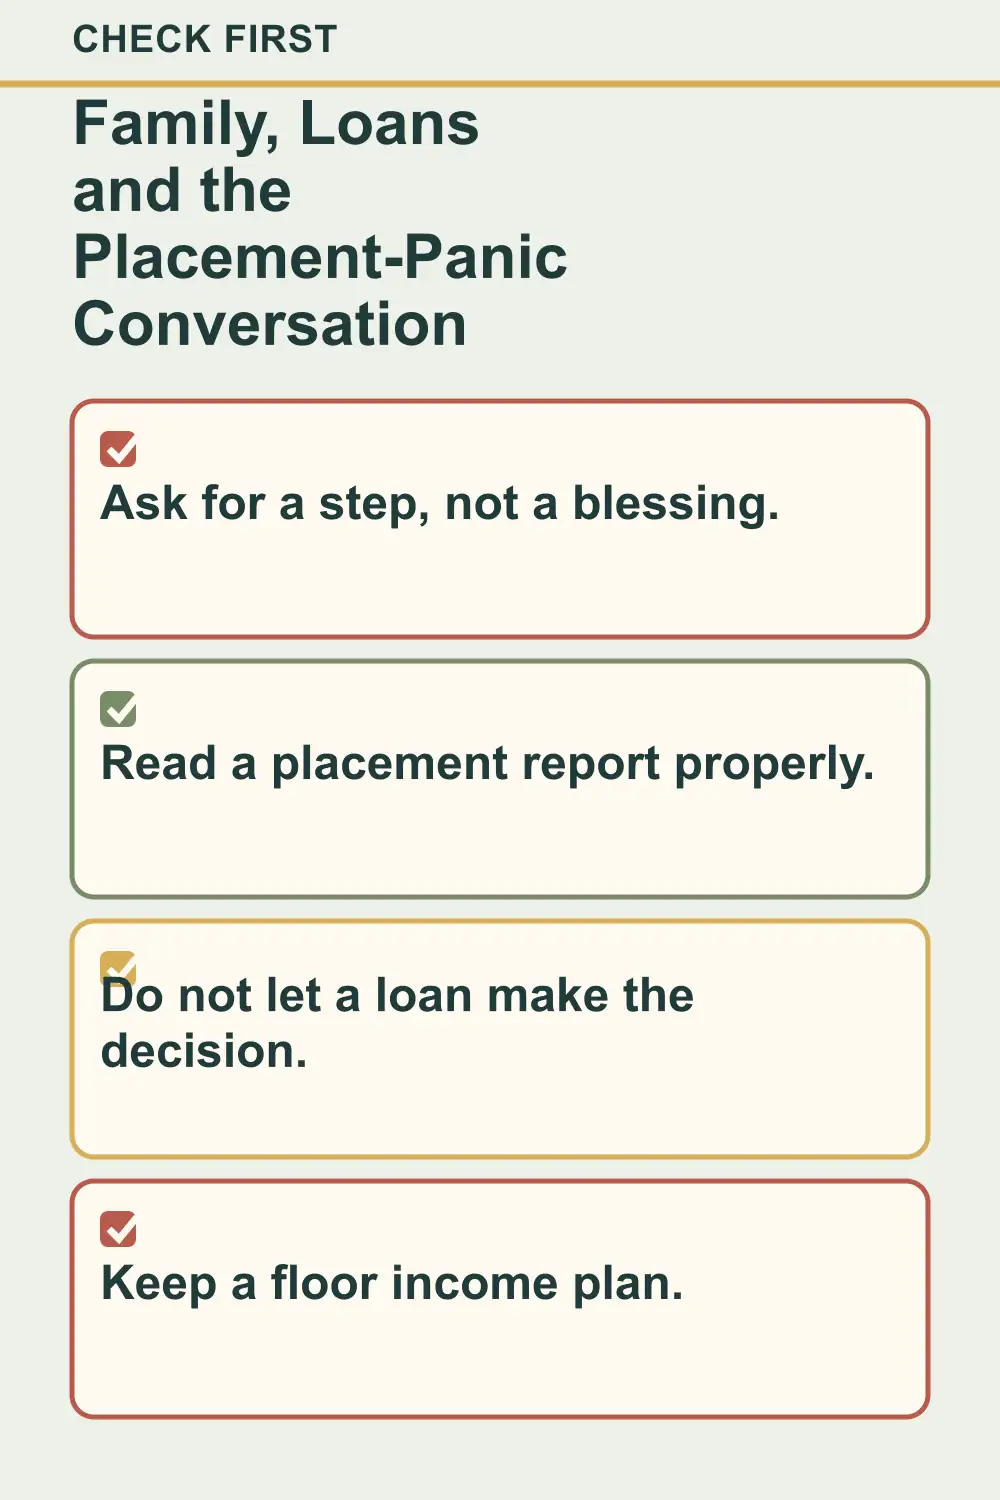 CHECK FIRST
Family, Loans
and the
Placement-Panic
Conversation
Ask for a step, not a blessing.
Read a placement report properly.
Do not let a loan make the
decision.
Keep a floor income plan.